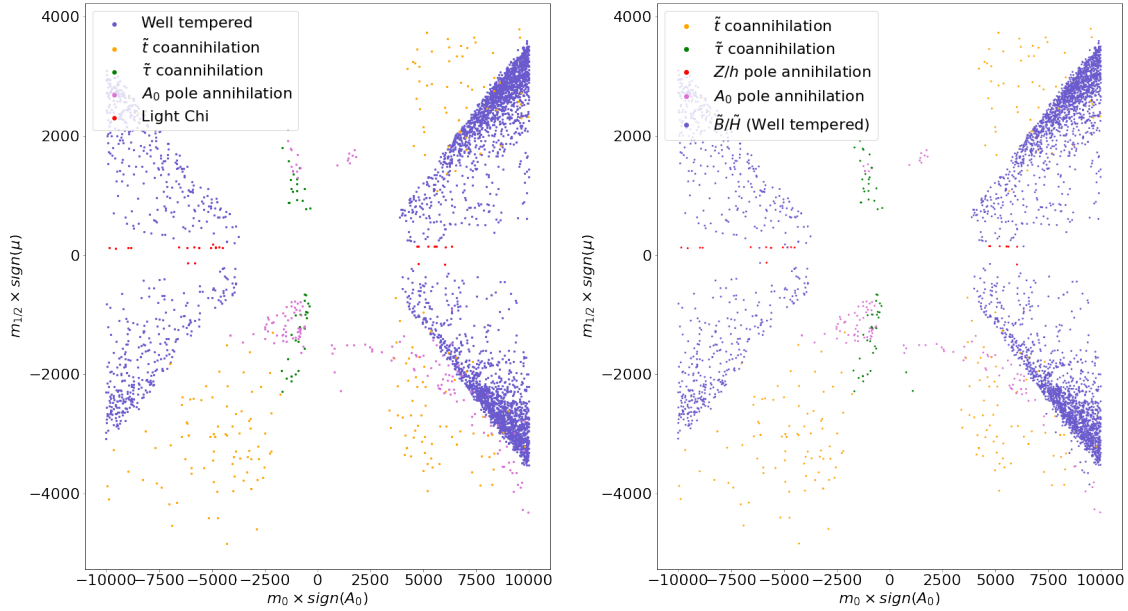 Well tempered
t̃ coannihilation
τ̃ coannihilation
A₀ pole annihilation
Light Chi
4000
2000
0
−2000
−4000
−10000 −7500 −5000 −2500 0 2500 5000 7500 10000
m₀ × sign(A₀)
m₁/₂ × sign(μ)
t̃ coannihilation
τ̃ coannihilation
Z/h pole annihilation
A₀ pole annihilation
B̃/H̃ (Well tempered)
4000
2000
0
−2000
−4000
−10000 −7500 −5000 −2500 0 2500 5000 7500 10000
m₀ × sign(A₀)
m₁/₂ × sign(μ)